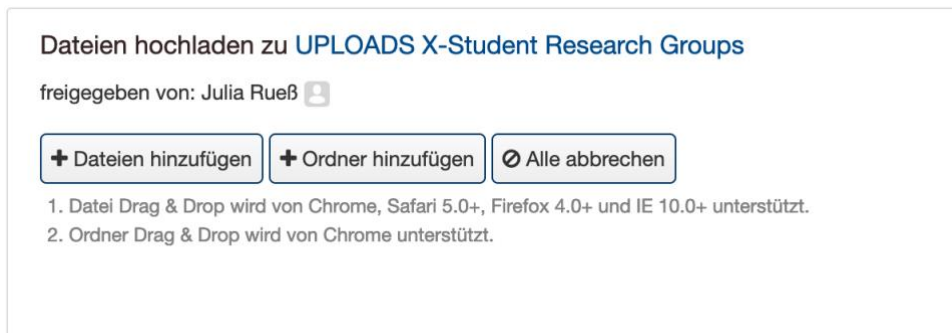 Dateien hochladen zu UPLOADS X-Student Research Groups
freigegeben von: Julia Rueß
Dateien hinzufügen Ordner hinzufügen Alle abbrechen
1. Datei Drag & Drop wird von Chrome, Safari 5.0+, Firefox 4.0+ und IE 10.0+ unterstützt.
2. Ordner Drag & Drop wird von Chrome unterstützt.